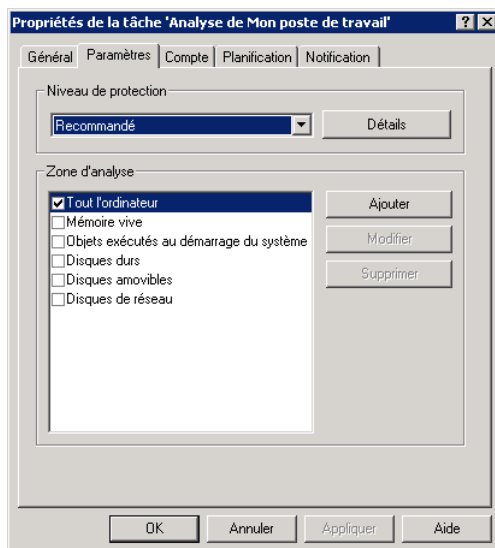 Propriétés de la tâche 'Analyse de Mon poste de travail'
Général Paramètres Compte Planification Notification
Niveau de protection
Recommandé Détails
Zone d'analyse
Tout l'ordinateur Ajouter
Mémoire vive
Objets exécutés au démarrage du système Modifier
Disques durs
Disques amovibles Supprimer
Disques de réseau
OK Annuler Appliquer Aide